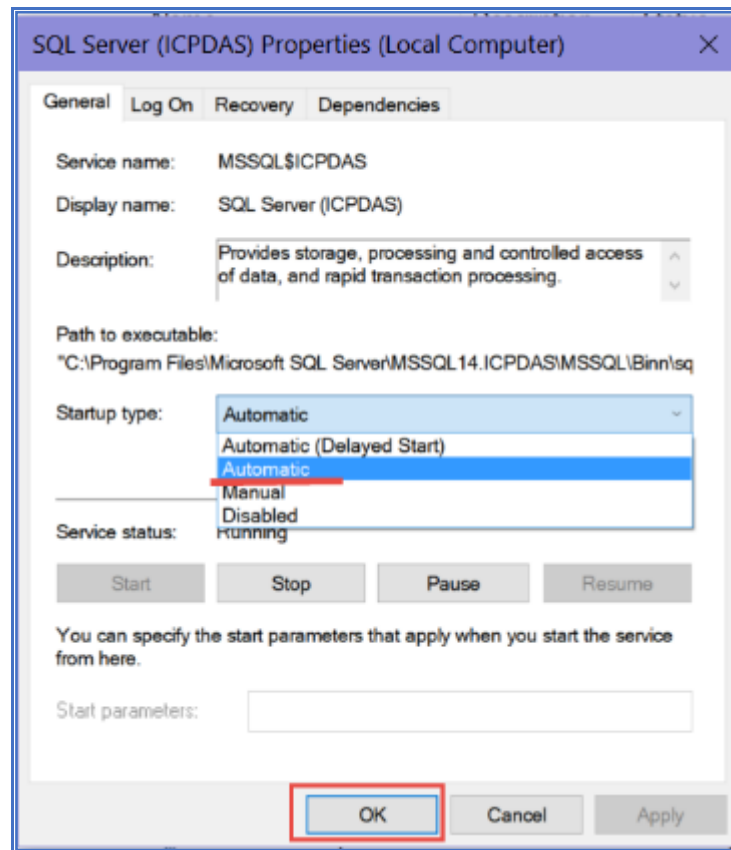 SQL Server (ICPDAS) Properties (Local Computer)
General Log On Recovery Dependencies
Service name: MSSQL$ICPDAS
Display name: SQL Server (ICPDAS)
Description: Provides storage, processing and controlled access
of data, and rapid transaction processing.
Path to executable:
"C:\Program Files\Microsoft SQL Server\MSSQL14.ICPDAS\MSSQL\Binn\sq
Startup type: Automatic
Automatic (Delayed Start)
Automatic
Manual
Disabled
Service status: Running
Start Stop Pause Resume
You can specify the start parameters that apply when you start the service
from here.
Start parameters:
OK Cancel Apply